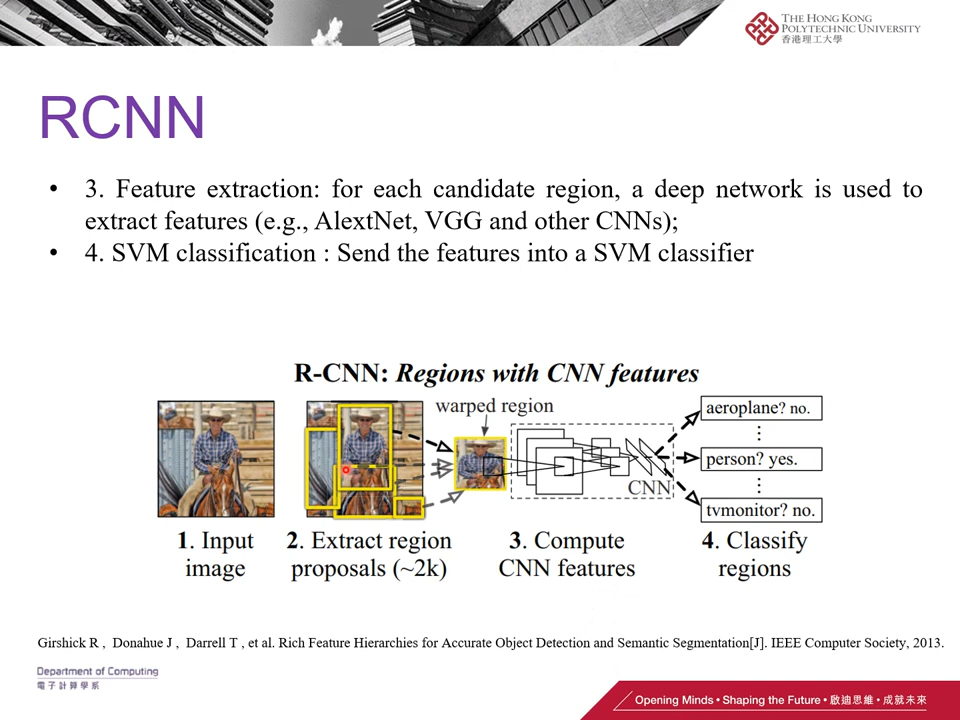 THE HONG KONG
POLYTECHNIC UNIVERSITY
香港理工大學
RCNN
• 3. Feature extraction: for each candidate region, a deep network is used to
extract features (e.g., AlextNet, VGG and other CNNs);
• 4. SVM classification : Send the features into a SVM classifier
R-CNN: Regions with CNN features
warped region
aeroplane? no.
⋮
person? yes.
⋮
tvmonitor? no.
CNN
1. Input
image
2. Extract region
proposals (~2k)
3. Compute
CNN features
4. Classify
regions
Girshick R , Donahue J , Darrell T , et al. Rich Feature Hierarchies for Accurate Object Detection and Semantic Segmentation[J]. IEEE Computer Society, 2013.
Department of Computing
電子計算學系
Opening Minds • Shaping the Future • 啟迪思維 • 成就未來